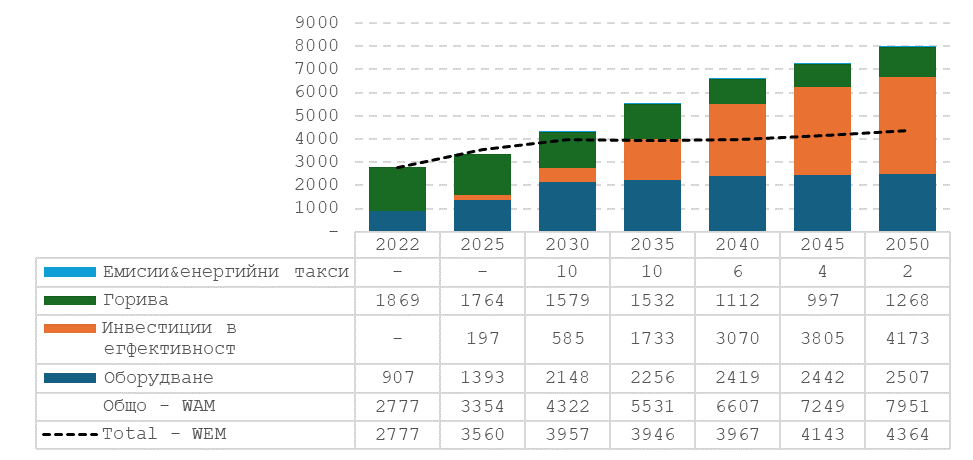 9000
8000
7000
6000
5000
4000
3000
2000
1000
-
2022 2025 2030 2035 2040 2045 2050
Емисии&енергийни такси - - 10 10 6 4 2
Горива 1869 1764 1579 1532 1112 997 1268
Инвестиции в
егфективност - 197 585 1733 3070 3805 4173
Оборудване 907 1393 2148 2256 2419 2442 2507
Общо - WAM 2777 3354 4322 5531 6607 7249 7951
Total - WEM 2777 3560 3957 3946 3967 4143 4364